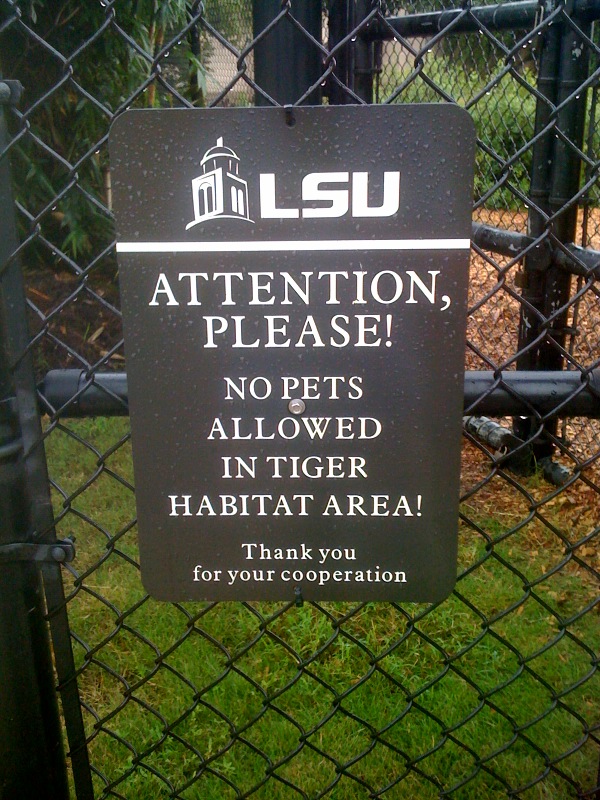 LSU
ATTENTION,
PLEASE!
NO PETS
ALLOWED
IN TIGER
HABITAT AREA!
Thank you
for your cooperation